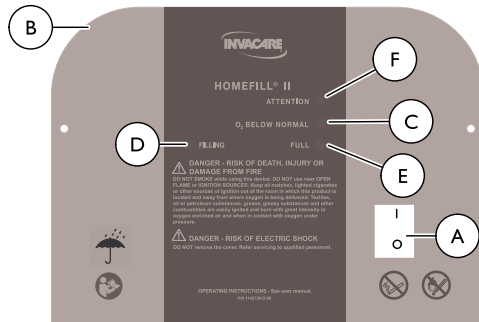 B
INVACARE
HOMEFILL® II
F
ATTENTION
O₂ BELOW NORMAL
C
D
FILLING
FULL
E
DANGER - RISK OF DEATH, INJURY OR
DAMAGE FROM FIRE
DO NOT SMOKE while using this device. DO NOT use near OPEN
FLAME or IGNITION SOURCES. Keep all matches, lighted cigarettes
or other sources of ignition out of the room in which this product is
located and away from where oxygen is being delivered. Textiles,
oil or petroleum substances, grease, greasy substances and other
combustibles are easily ignited and burn with great intensity in
oxygen enriched air and when in contact with oxygen under
pressure.
I
O
A
DANGER - RISK OF ELECTRIC SHOCK
DO NOT remove the cover. Refer servicing to qualified personnel.
OPERATING INSTRUCTIONS - See user manual.